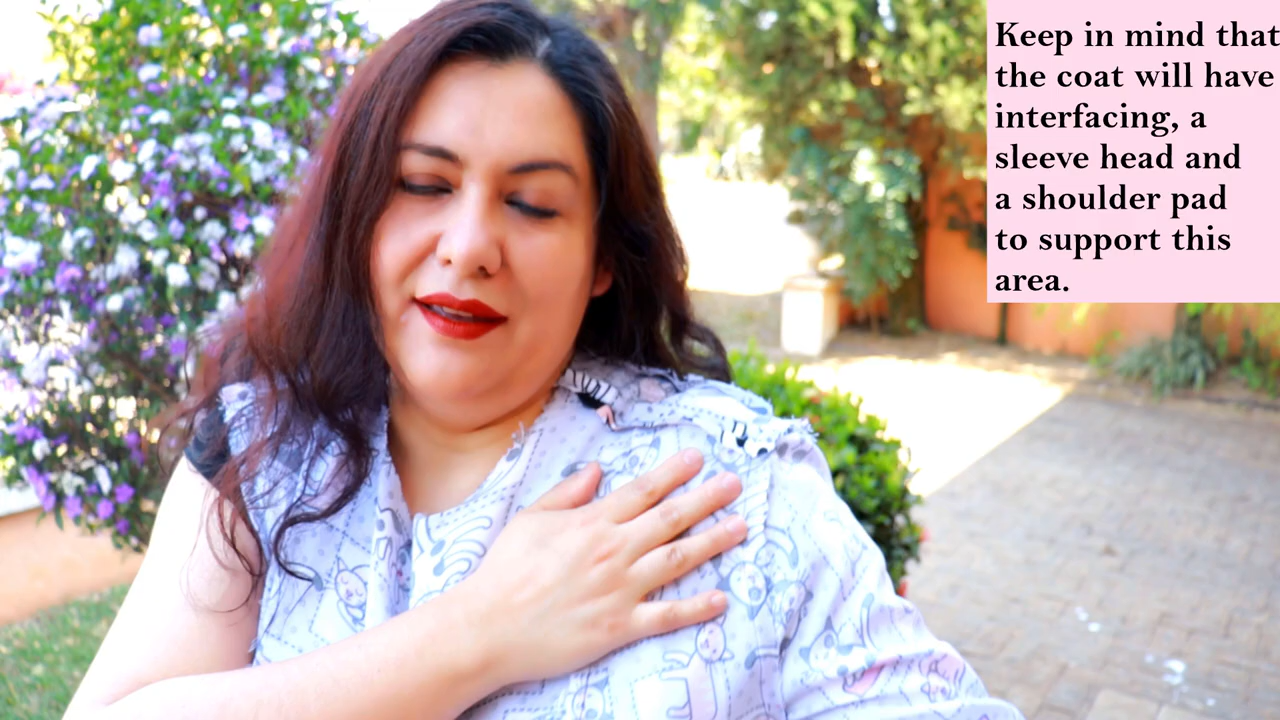 Keep in mind that
the coat will have
interfacing, a
sleeve head and
a shoulder pad
to support this
area.